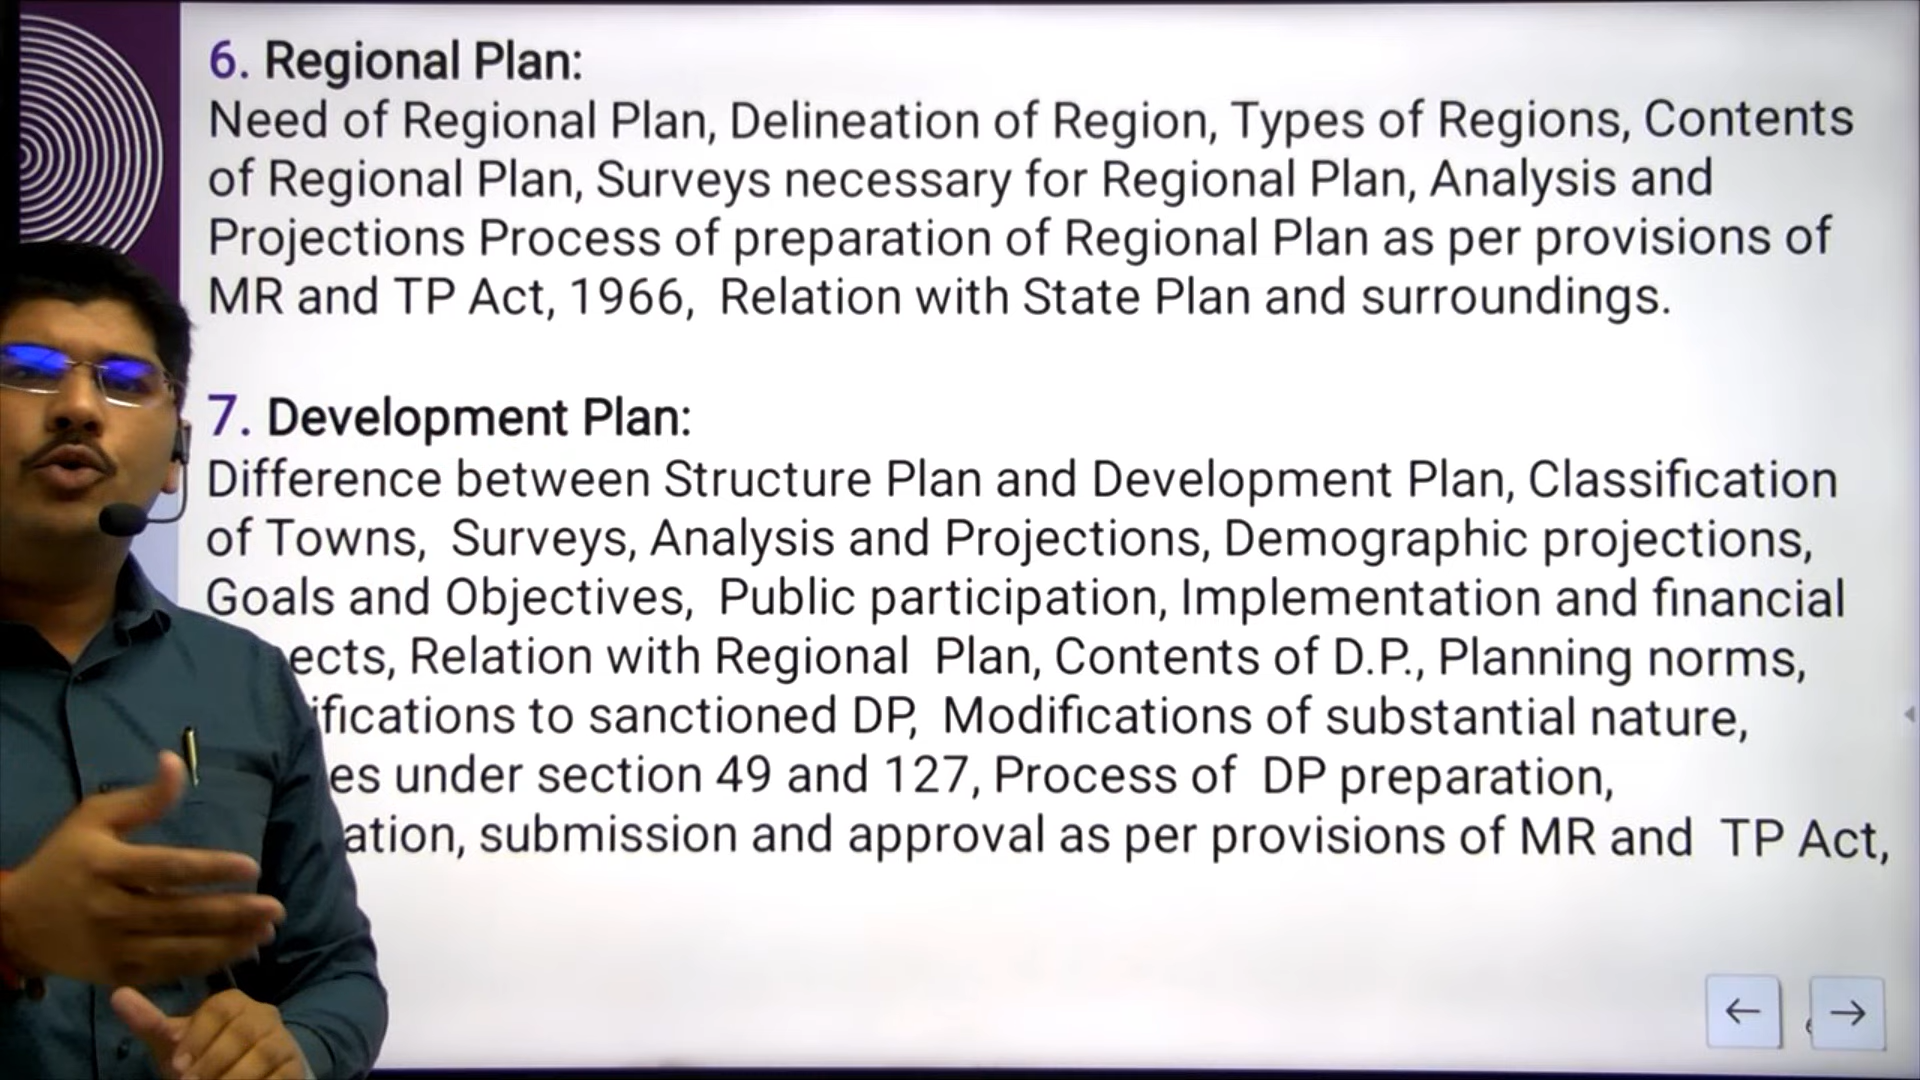 6. Regional Plan:
Need of Regional Plan, Delineation of Region, Types of Regions, Contents
of Regional Plan, Surveys necessary for Regional Plan, Analysis and
Projections Process of preparation of Regional Plan as per provisions of
MR and TP Act, 1966, Relation with State Plan and surroundings.
7. Development Plan:
Difference between Structure Plan and Development Plan, Classification
of Towns, Surveys, Analysis and Projections, Demographic projections,
Goals and Objectives, Public participation, Implementation and financial
ects, Relation with Regional Plan, Contents of D.P., Planning norms,
ifications to sanctioned DP, Modifications of substantial nature,
es under section 49 and 127, Process of DP preparation,
ation, submission and approval as per provisions of MR and TP Act,